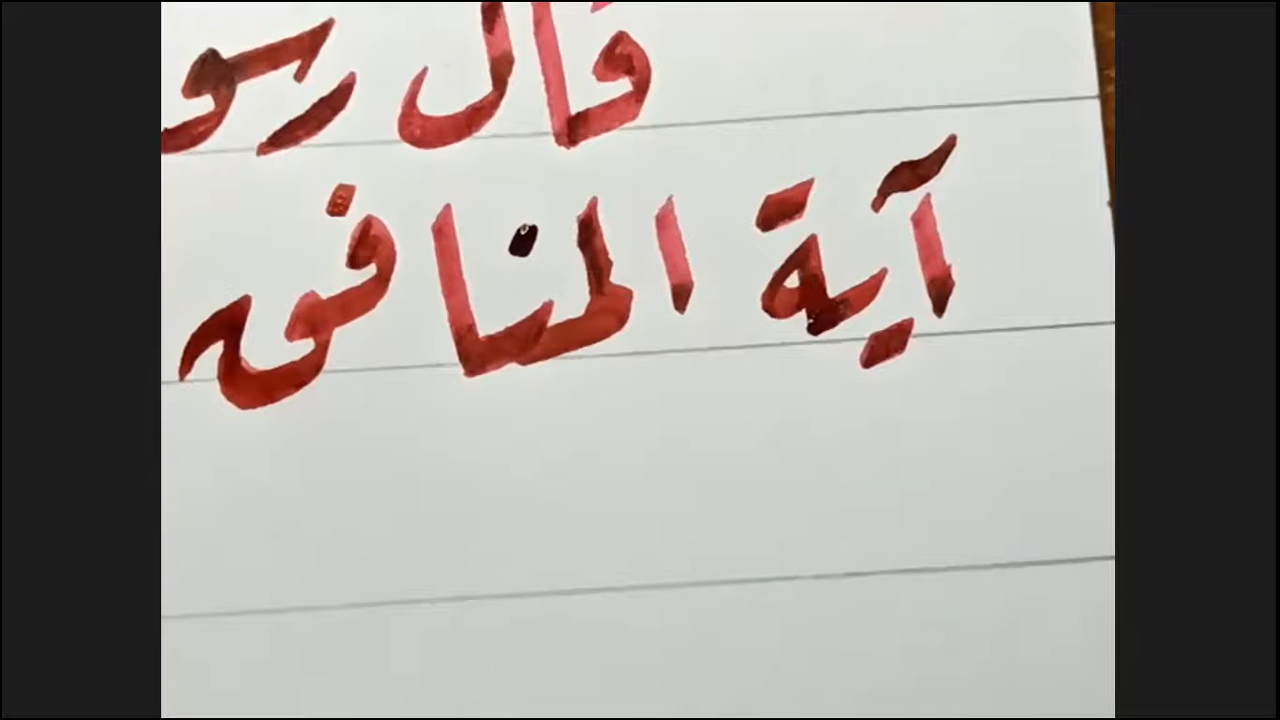 قال رسو
آية المنافق